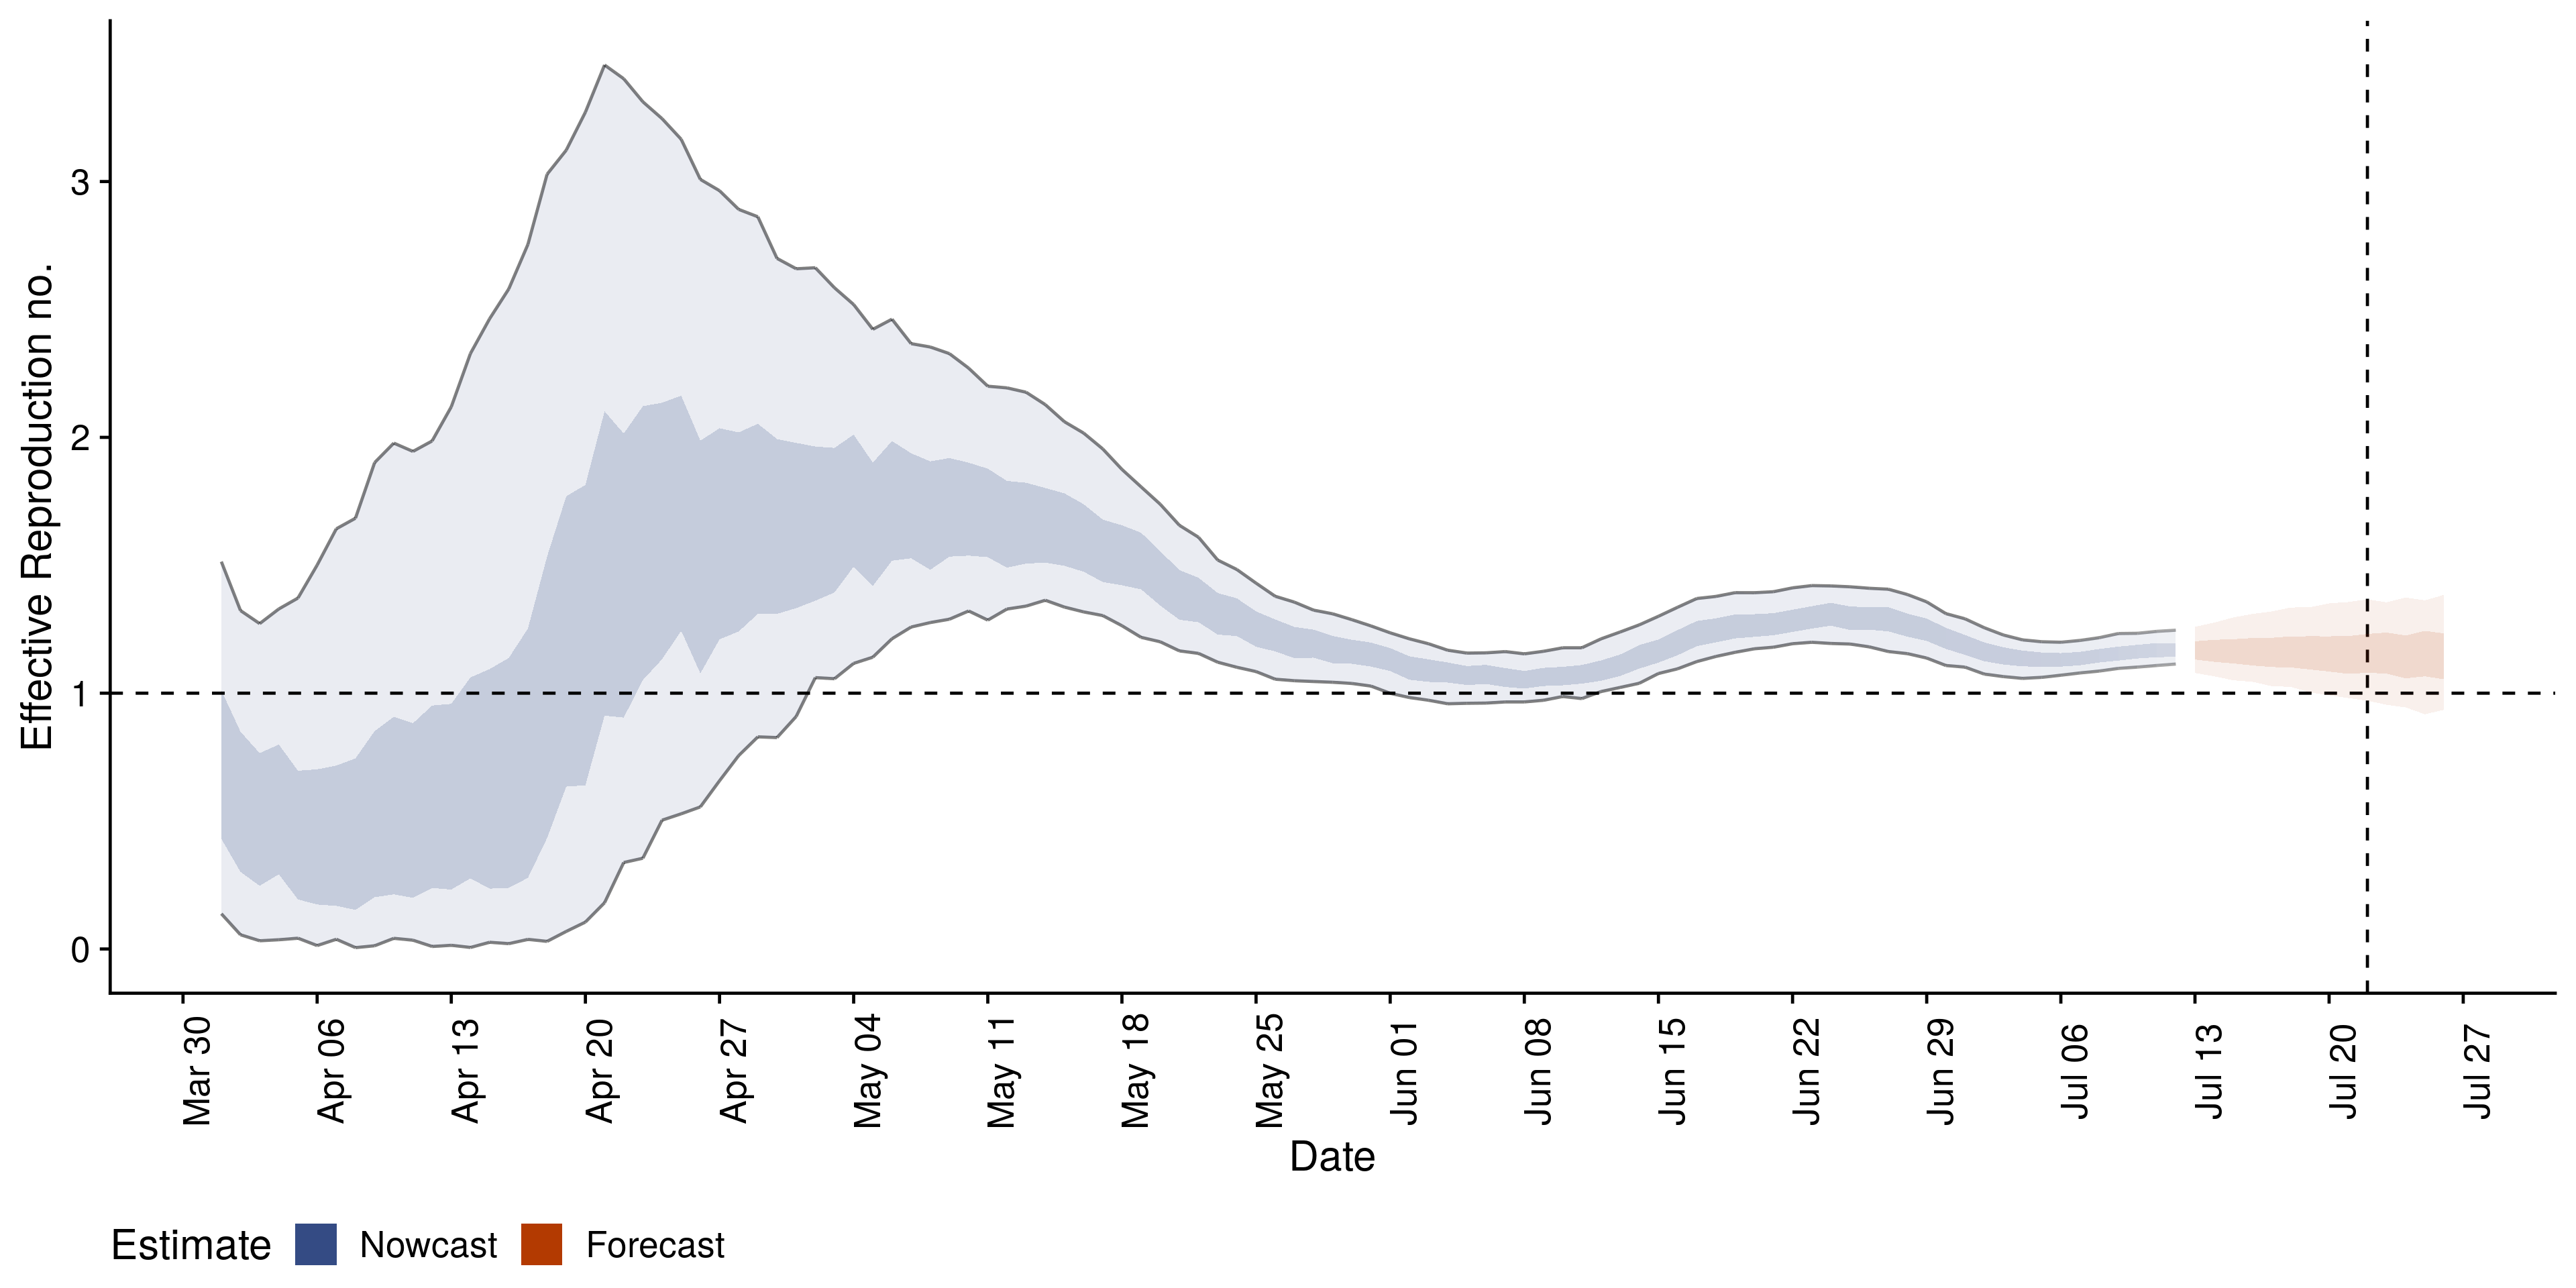 Effective Reproduction no.
3
2
1
0
Mar 30
Apr 06
Apr 13
Apr 20
Apr 27
May 04
May 11
May 18
May 25
Jun 01
Jun 08
Jun 15
Jun 22
Jun 29
Jul 06
Jul 13
Jul 20
Jul 27
Date
Estimate Nowcast Forecast